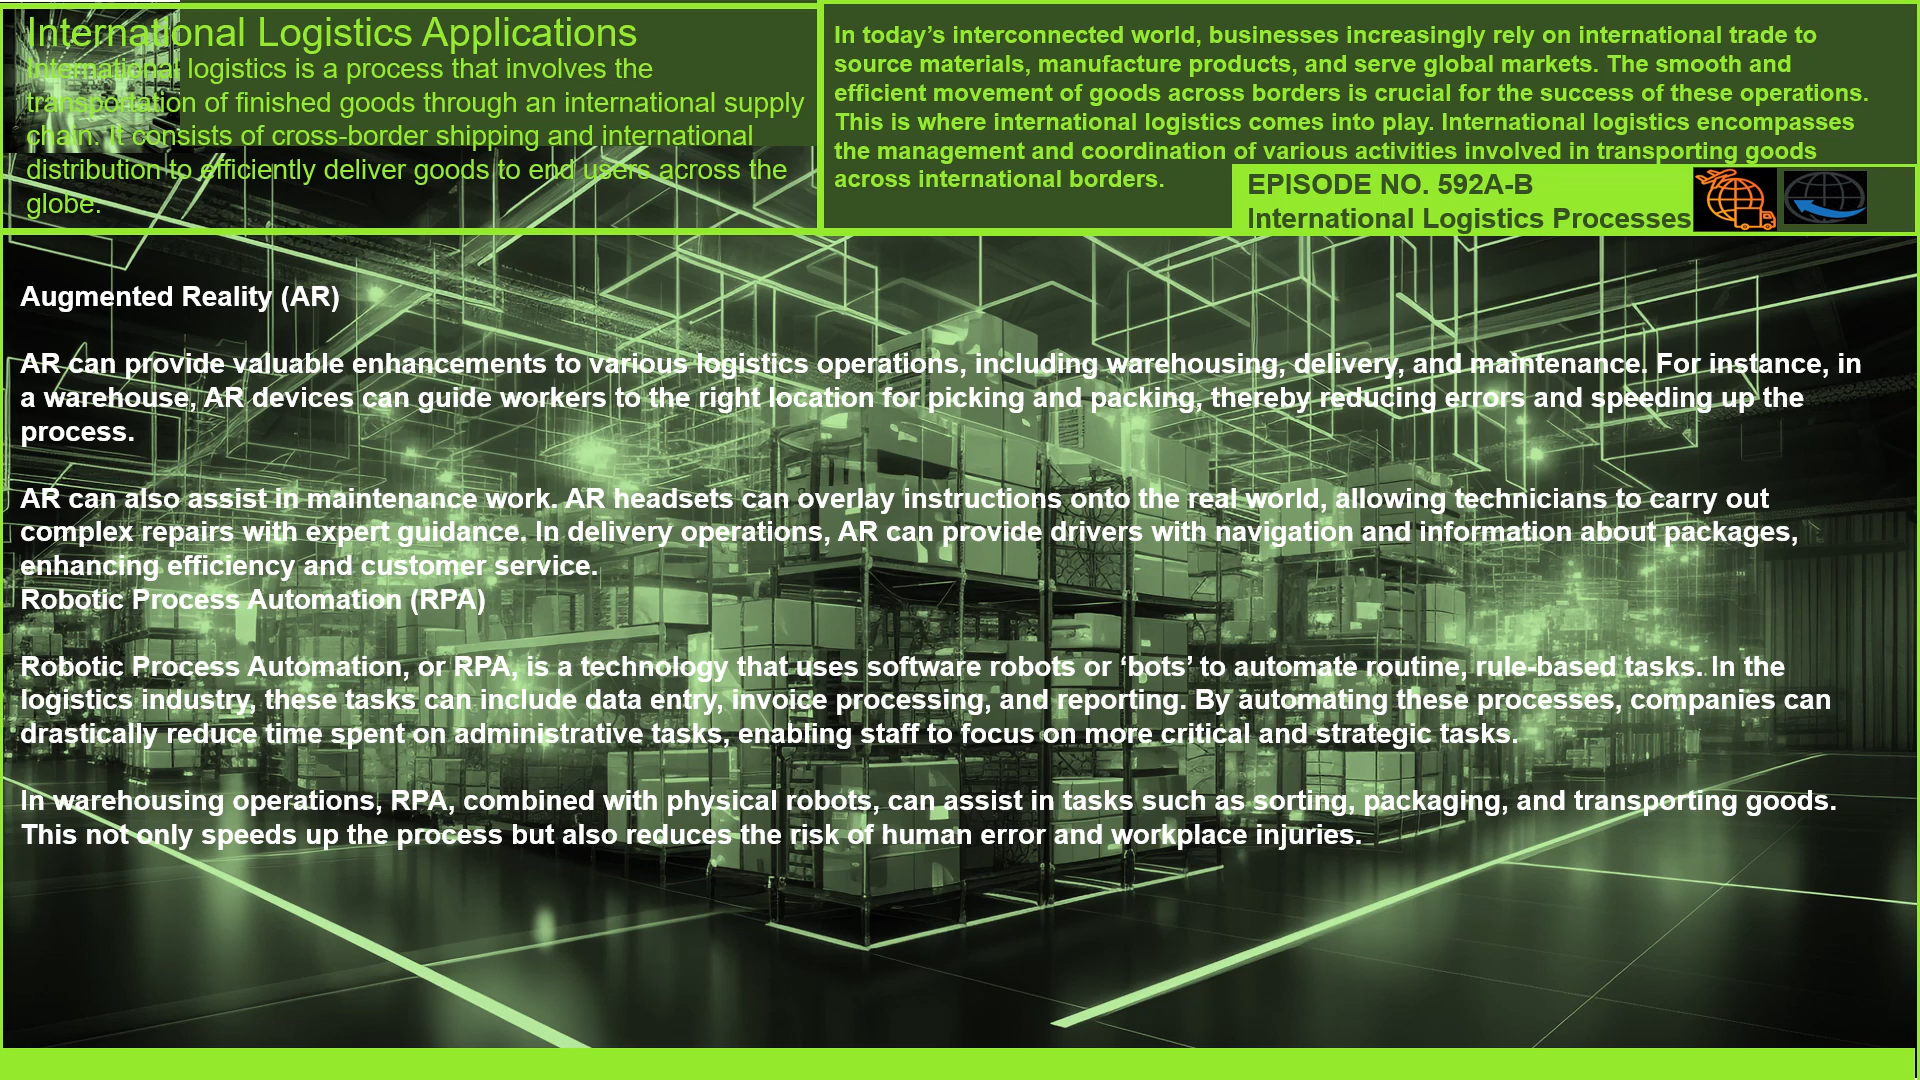 International Logistics Applications
International logistics is a process that involves the
transportation of finished goods through an international supply
chain. It consists of cross-border shipping and international
distribution to efficiently deliver goods to end users across the
globe.
In today’s interconnected world, businesses increasingly rely on international trade to
source materials, manufacture products, and serve global markets. The smooth and
efficient movement of goods across borders is crucial for the success of these operations.
This is where international logistics comes into play. International logistics encompasses
the management and coordination of various activities involved in transporting goods
across international borders.
EPISODE NO. 592A-B
International Logistics Processes
Augmented Reality (AR)
AR can provide valuable enhancements to various logistics operations, including warehousing, delivery, and maintenance. For instance, in
a warehouse, AR devices can guide workers to the right location for picking and packing, thereby reducing errors and speeding up the
process.
AR can also assist in maintenance work. AR headsets can overlay instructions onto the real world, allowing technicians to carry out
complex repairs with expert guidance. In delivery operations, AR can provide drivers with navigation and information about packages,
enhancing efficiency and customer service.
Robotic Process Automation (RPA)
Robotic Process Automation, or RPA, is a technology that uses software robots or ‘bots’ to automate routine, rule-based tasks. In the
logistics industry, these tasks can include data entry, invoice processing, and reporting. By automating these processes, companies can
drastically reduce time spent on administrative tasks, enabling staff to focus on more critical and strategic tasks.
In warehousing operations, RPA, combined with physical robots, can assist in tasks such as sorting, packaging, and transporting goods.
This not only speeds up the process but also reduces the risk of human error and workplace injuries.